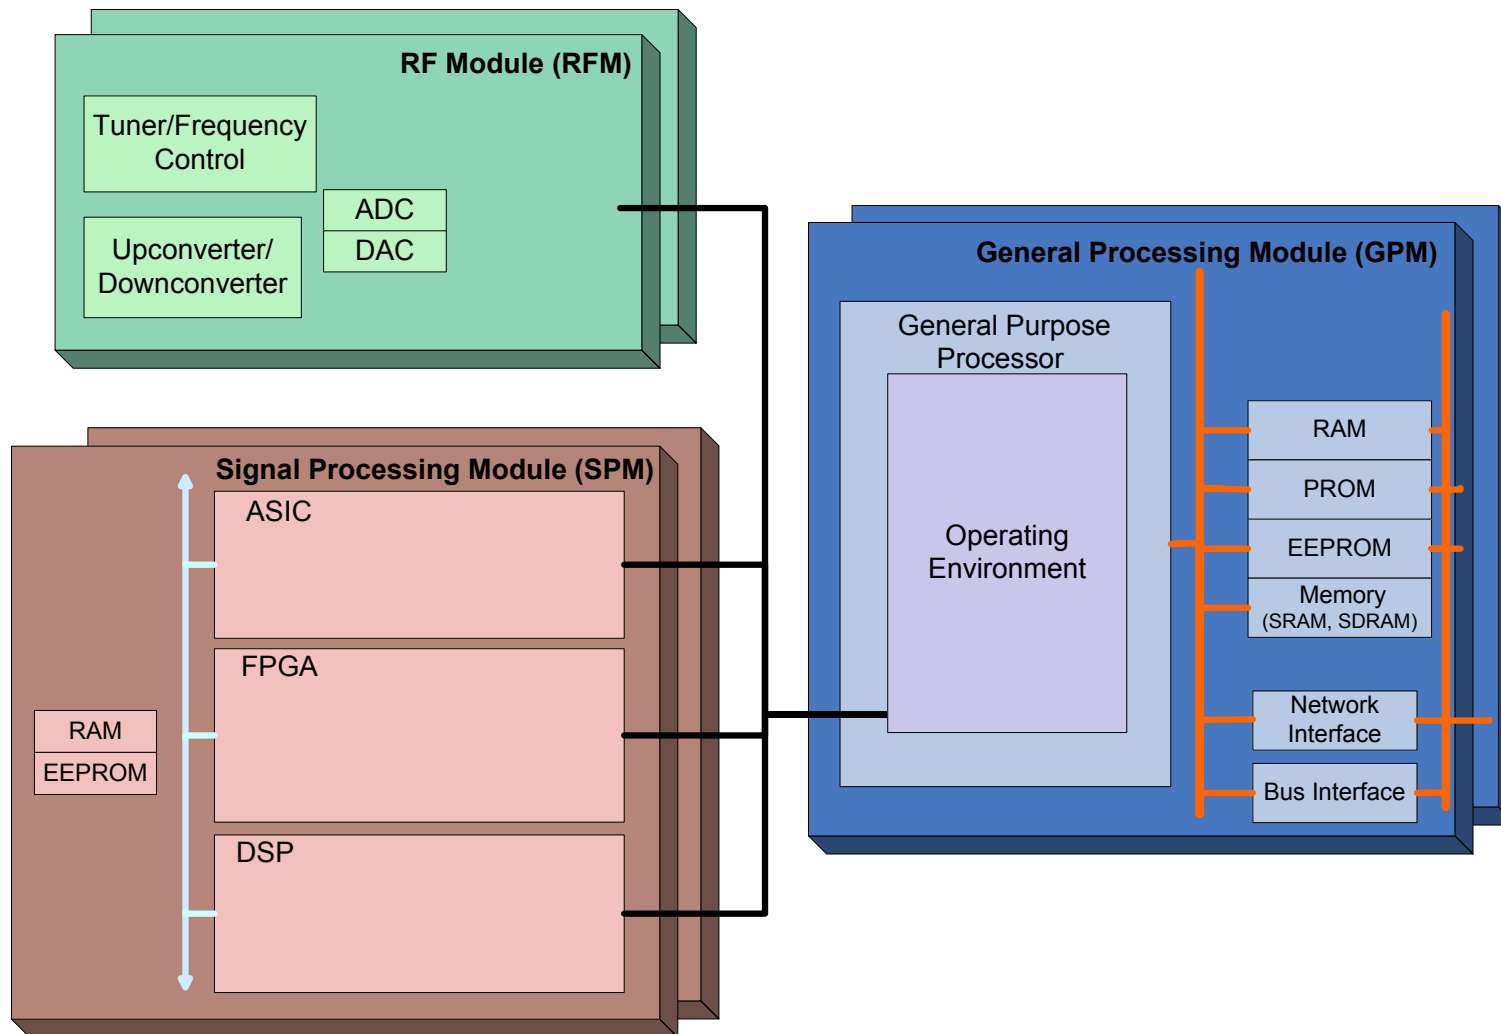 RF Module (RFM)
Tuner/Frequency
Control
ADC
DAC
Upconverter/
Downconverter
General Processing Module (GPM)
General Purpose
Processor
Operating
Environment
RAM
PROM
EEPROM
Memory
(SRAM, SDRAM)
Network
Interface
Bus Interface
Signal Processing Module (SPM)
ASIC
FPGA
DSP
RAM
EEPROM